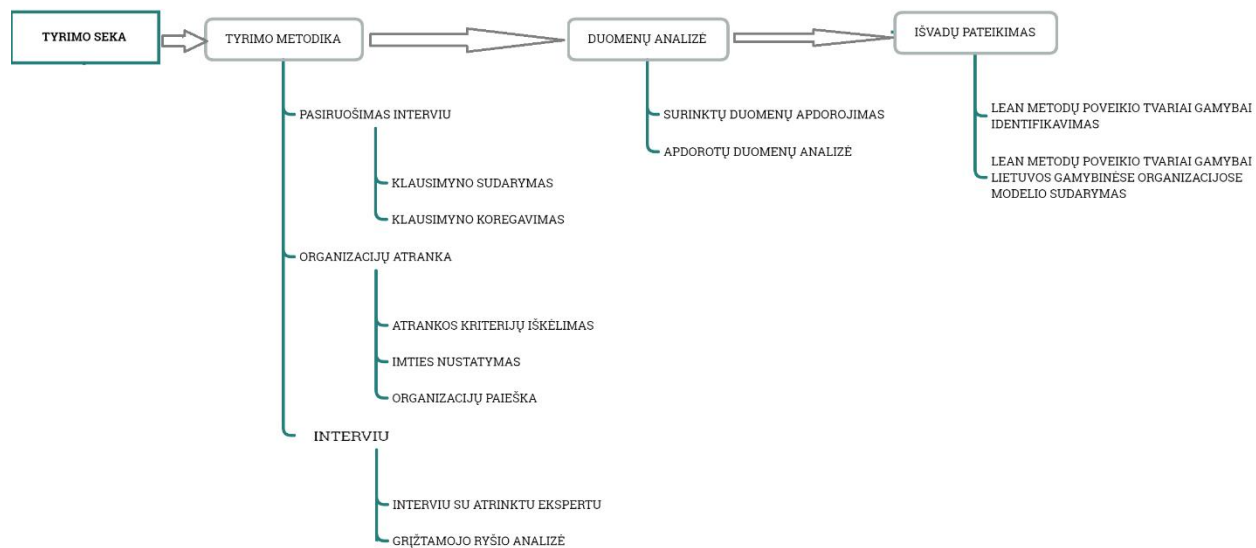 TYRIMO SEKA
TYRIMO METODIKA
DUOMENŲ ANALIZĖ
IŠVADŲ PATEIKIMAS
PASIRUOŠIMAS INTERVIU
KLAUSIMYNO SUDARYMAS
KLAUSIMYNO KOREGAVIMAS
ORGANIZACIJŲ ATRANKA
ATRANKOS KRITERIJŲ IŠKĖLIMAS
IMTIES NUSTATYMAS
ORGANIZACIJŲ PAIEŠKA
INTERVIU
INTERVIU SU ATRINKTU EKSPERTU
GRĮŽTAMOJO RYŠIO ANALIZĖ
SURINKTŲ DUOMENŲ APDOROJIMAS
APDOROTŲ DUOMENŲ ANALIZĖ
LEAN METODŲ POVEIKIO TVARIAI GAMYBAI
IDENTIFIKAVIMAS
LEAN METODŲ POVEIKIO TVARIAI GAMYBAI
LIETUVOS GAMYBINĖSE ORGANIZACIJOSE
MODELIO SUDARYMAS